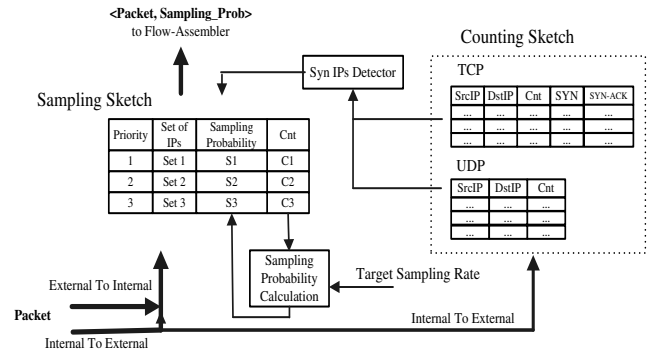 <Packet, Sampling_Prob>
to Flow-Assembler
Counting Sketch
Syn IPs Detector
TCP
SrcIP DstIP Cnt SYN SYN-ACK
... ... ... ... ...
... ... ... ... ...
... ... ... ... ...
Sampling Sketch
Priority Set of IPs Sampling Probability Cnt
1 Set 1 S1 C1
2 Set 2 S2 C2
3 Set 3 S3 C3
UDP
SrcIP DstIP Cnt
... ... ...
... ... ...
... ... ...
Sampling
Probability
Calculation
Target Sampling Rate
External To Internal
Packet
Internal To External
Internal To External